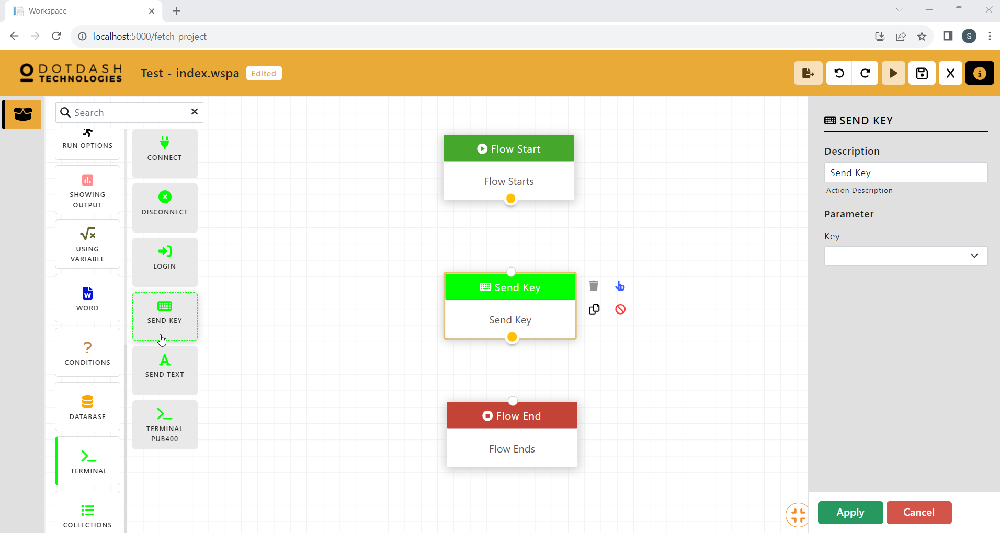 Workspace
localhost:5000/fetch-project
S
DOTDASH
TECHNOLOGIES
Test - index.wspa
Edited
Search
RUN OPTIONS
SHOWING
OUTPUT
USING
VARIABLE
WORD
CONDITIONS
DATABASE
TERMINAL
COLLECTIONS
CONNECT
DISCONNECT
LOGIN
SEND KEY
SEND TEXT
TERMINAL
PUB400
Flow Start
Flow Starts
Send Key
Send Key
Flow End
Flow Ends
SEND KEY
Description
Send Key
Action Description
Parameter
Key
Apply
Cancel